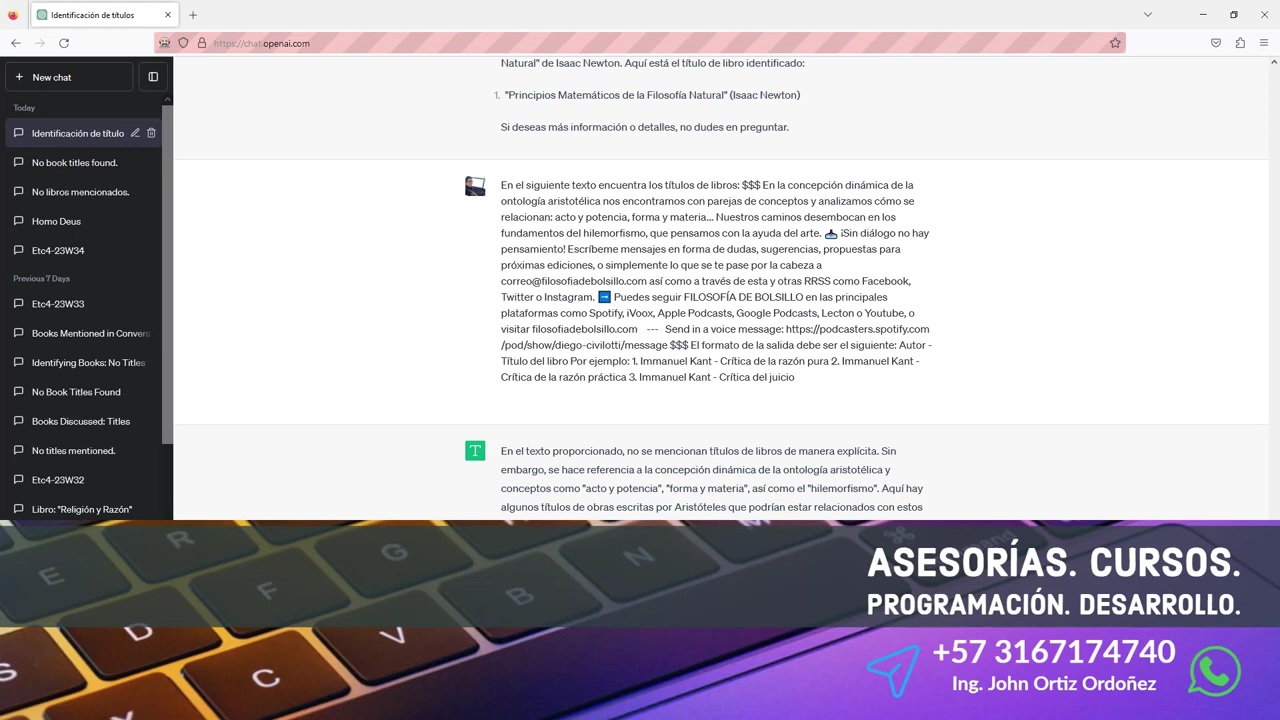 Identificación de títulos
https://chat.openai.com
New chat
Today
Identificación de título
No book titles found.
No libros mencionados.
Homo Deus
Etc4-23W34
Previous 7 Days
Etc4-23W33
Books Mentioned in Convers
Identifying Books: No Titles
No Book Titles Found
Books Discussed: Titles
No titles mentioned.
Etc4-23W32
Libro: "Religión y Razón"
Natural" de Isaac Newton. Aquí está el título de libro identificado:
1. "Principios Matemáticos de la Filosofía Natural" (Isaac Newton)
Si deseas más información o detalles, no dudes en preguntar.
En el siguiente texto encuentra los títulos de libros: $$$ En la concepción dinámica de la
ontología aristotélica nos encontramos con parejas de conceptos y analizamos cómo se
relacionan: acto y potencia, forma y materia... Nuestros caminos desembocan en los
fundamentos del hilemorfismo, que pensamos con la ayuda del arte. 📥 ¡Sin diálogo no hay
pensamiento! Escríbeme mensajes en forma de dudas, sugerencias, propuestas para
próximas ediciones, o simplemente lo que se te pase por la cabeza a
correo@filosofiadebolsillo.com así como a través de esta y otras RRSS como Facebook,
Twitter o Instagram. ➡️ Puedes seguir FILOSOFÍA DE BOLSILLO en las principales
plataformas como Spotify, iVoox, Apple Podcasts, Google Podcasts, Lecton o Youtube, o
visitar filosofiadebolsillo.com --- Send in a voice message: https://podcasters.spotify.com
/pod/show/diego-civilotti/message $$$ El formato de la salida debe ser el siguiente: Autor -
Título del libro Por ejemplo: 1. Immanuel Kant - Crítica de la razón pura 2. Immanuel Kant -
Crítica de la razón práctica 3. Immanuel Kant - Crítica del juicio
T
En el texto proporcionado, no se mencionan títulos de libros de manera explícita. Sin
embargo, se hace referencia a la concepción dinámica de la ontología aristotélica y
conceptos como "acto y potencia", "forma y materia", así como el "hilemorfismo". Aquí hay
algunos títulos de obras escritas por Aristóteles que podrían estar relacionados con estos
R
E
G
F
N
B
D
V
C
S
ASESORÍAS. CURSOS.
PROGRAMACIÓN. DESARROLLO.
+57 3167174740
Ing. John Ortiz Ordoñez